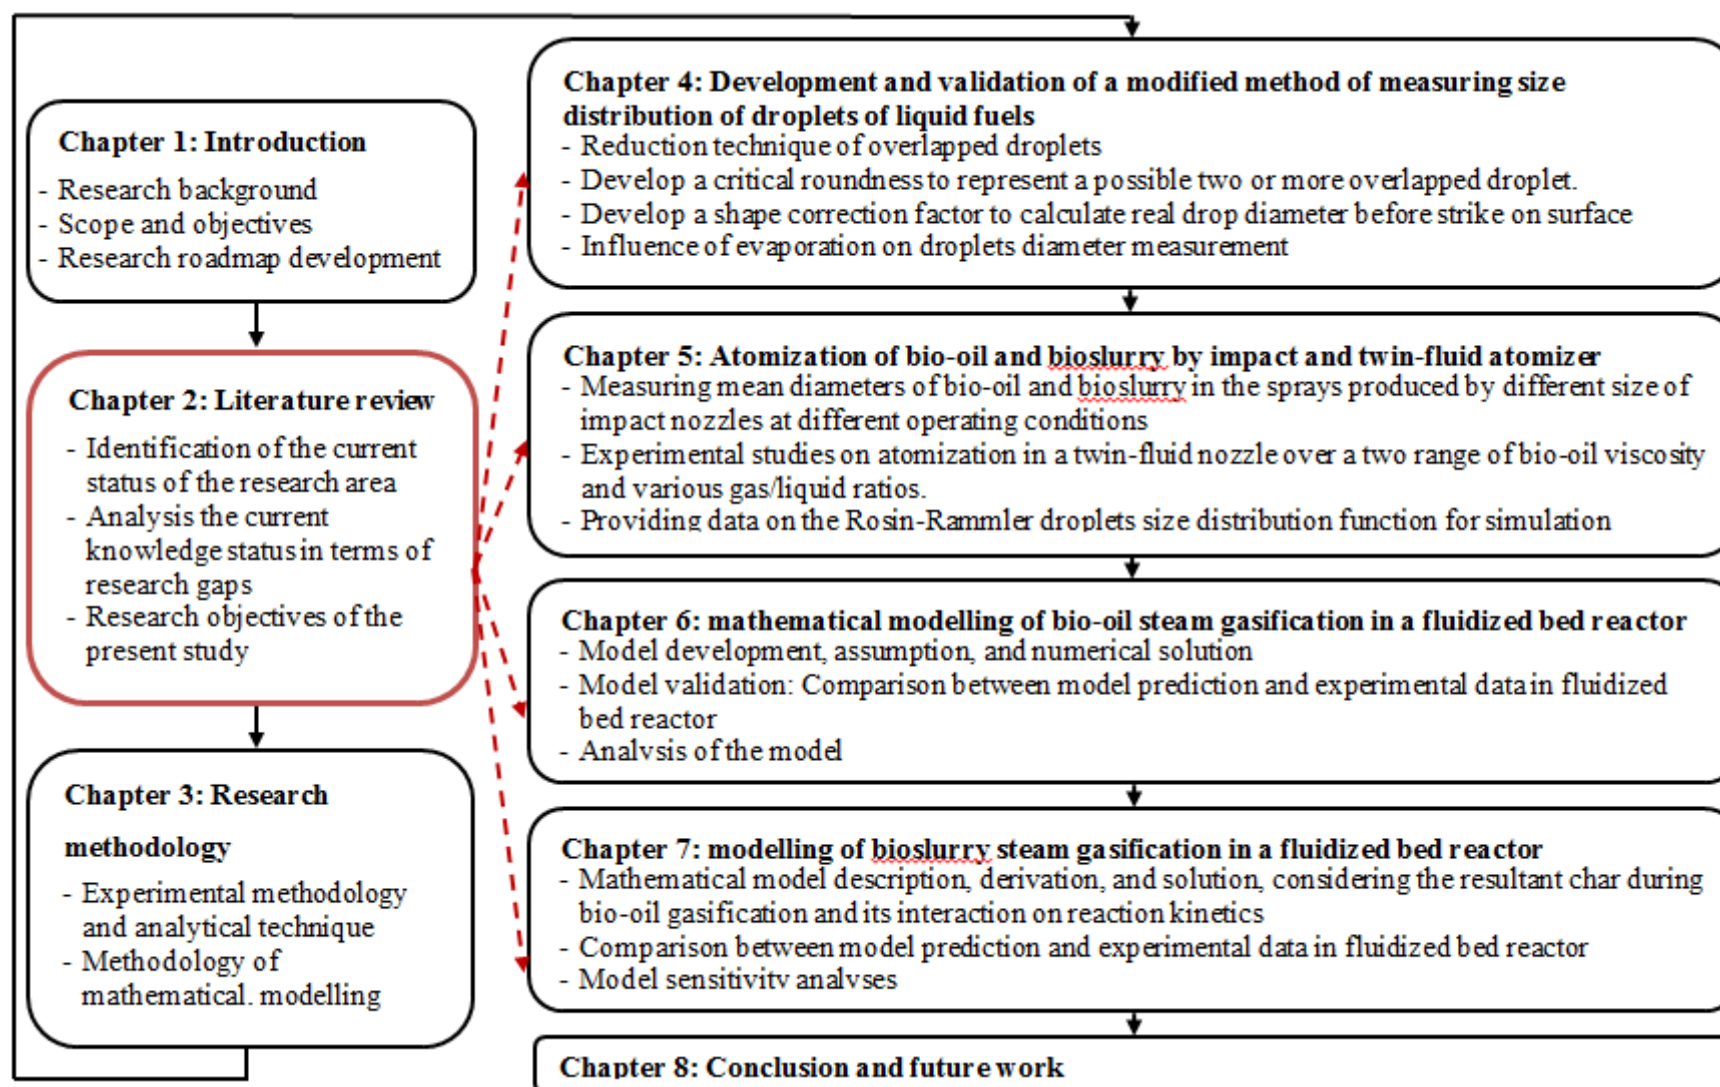 Chapter 1: Introduction
- Research background
- Scope and objectives
- Research roadmap development
Chapter 2: Literature review
- Identification of the current
status of the research area
- Analysis the current
knowledge status in terms of
research gaps
- Research objectives of the
present study
Chapter 3: Research
methodology
- Experimental methodology
and analytical technique
- Methodology of
mathematical. modelling
Chapter 4: Development and validation of a modified method of measuring size
distribution of droplets of liquid fuels
- Reduction technique of overlapped droplets
- Develop a critical roundness to represent a possible two or more overlapped droplet.
- Develop a shape correction factor to calculate real drop diameter before strike on surface
- Influence of evaporation on droplets diameter measurement
Chapter 5: Atomization of bio-oil and bioslurry by impact and twin-fluid atomizer
- Measuring mean diameters of bio-oil and bioslurry in the sprays produced by different size of
impact nozzles at different operating conditions
- Experimental studies on atomization in a twin-fluid nozzle over a two range of bio-oil viscosity
and various gas/liquid ratios.
- Providing data on the Rosin-Rammler droplets size distribution function for simulation
Chapter 6: mathematical modelling of bio-oil steam gasification in a fluidized bed reactor
- Model development, assumption, and numerical solution
- Model validation: Comparison between model prediction and experimental data in fluidized
bed reactor
- Analysis of the model
Chapter 7: modelling of bioslurry steam gasification in a fluidized bed reactor
- Mathematical model description, derivation, and solution, considering the resultant char during
bio-oil gasification and its interaction on reaction kinetics
- Comparison between model prediction and experimental data in fluidized bed reactor
- Model sensitivity analyses
Chapter 8: Conclusion and future work